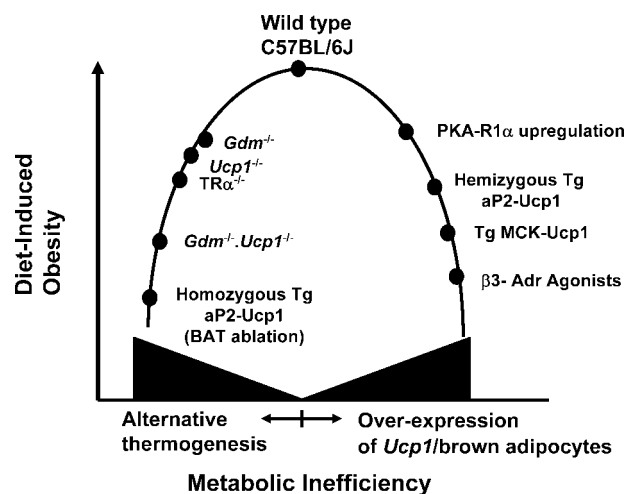 Wild type
C57BL/6J
Diet-Induced
Obesity
Gdm⁻/⁻
Ucp1⁻/⁻
TRα⁻/⁻
Gdm⁻/⁻.Ucp1⁻/⁻
Homozygous Tg
aP2-Ucp1
(BAT ablation)
PKA-R1α upregulation
Hemizygous Tg
aP2-Ucp1
Tg MCK-Ucp1
β3- Adr Agonists
Alternative
thermogenesis
Over-expression
of Ucp1/brown adipocytes
Metabolic Inefficiency